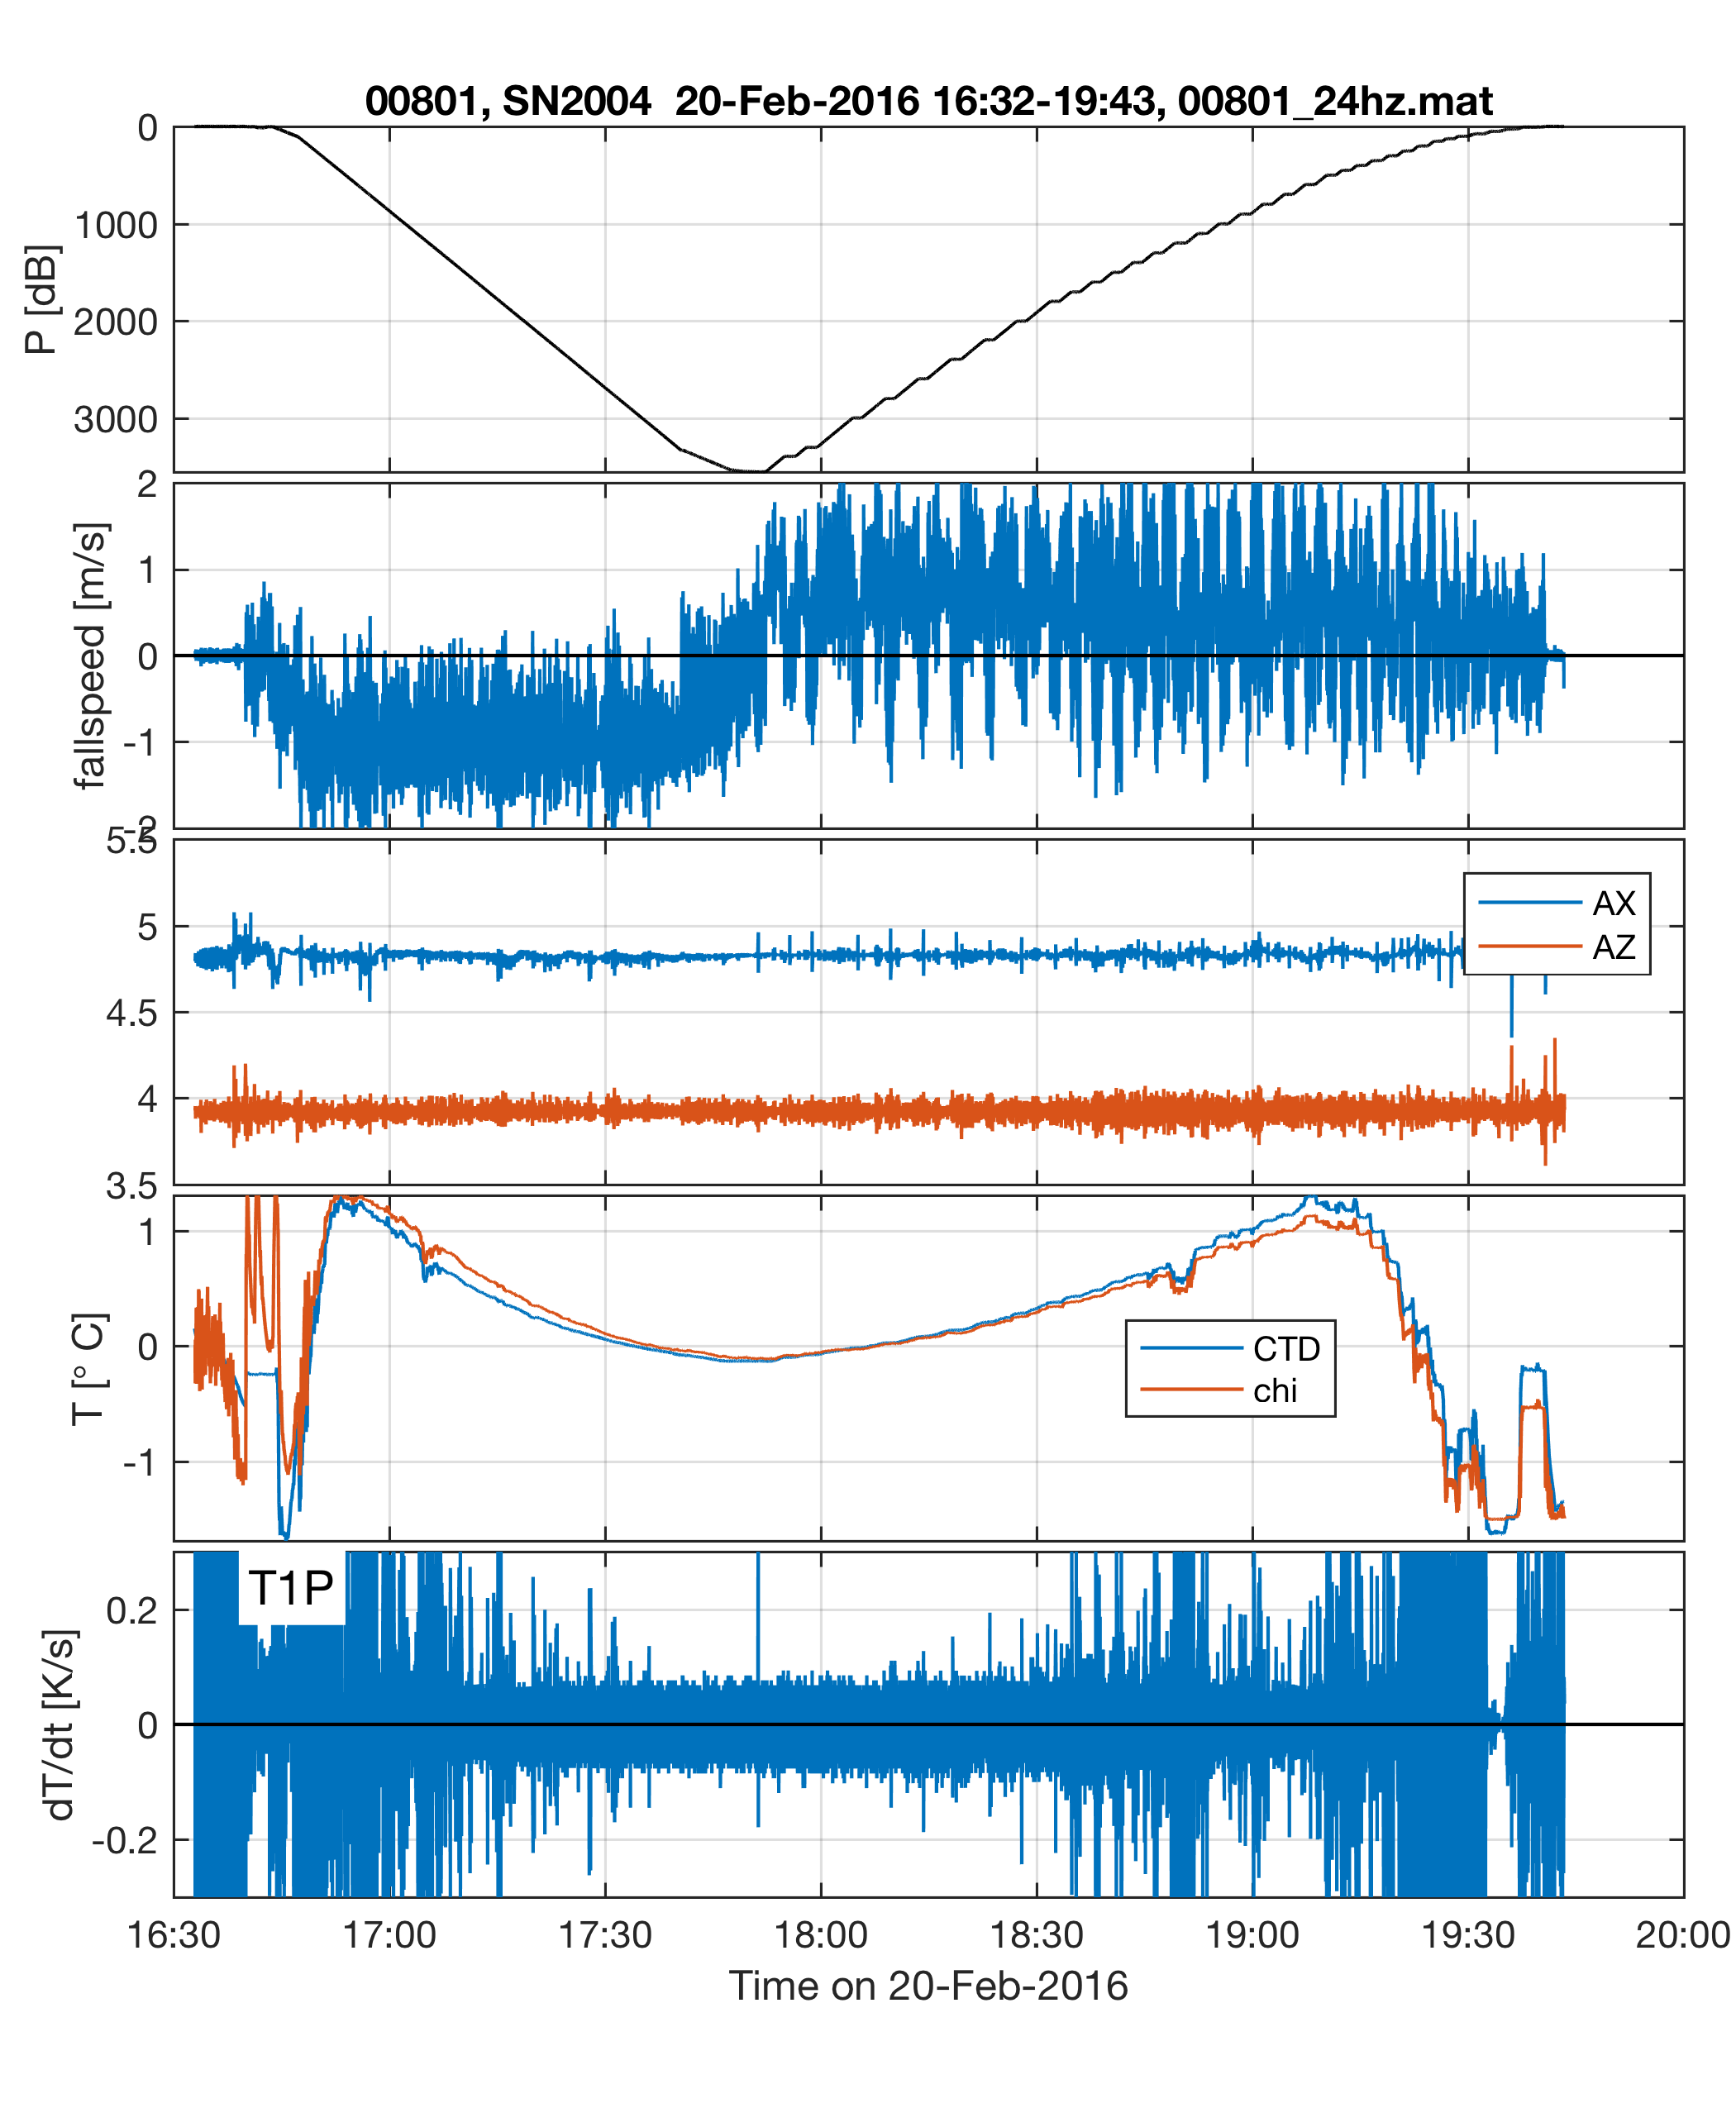 00801, SN2004  20-Feb-2016 16:32-19:43, 00801_24hz.mat
0
1000
2000
3000
P [dB]
2
1
0
-1
-2
fallspeed [m/s]
5.5
5
4.5
4
3.5
AX
AZ
1
0
-1
T [° C]
CTD
chi
T1P
0.2
0
-0.2
dT/dt [K/s]
16:30 17:00 17:30 18:00 18:30 19:00 19:30 20:00
Time on 20-Feb-2016